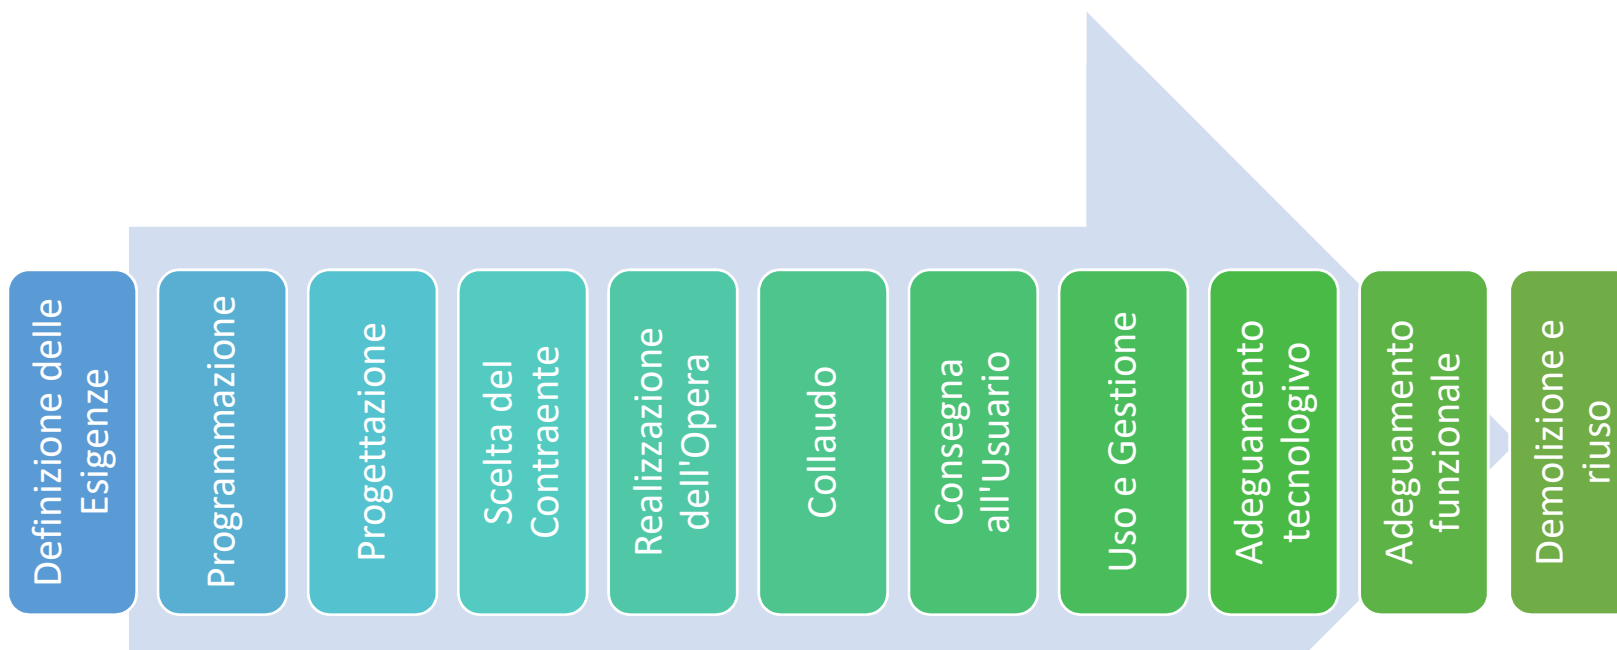 Definizione delle
Esigenze
Programmazione
Progettazione
Scelta del
Contraente
Realizzazione
dell'Opera
Collaudo
Consegna
all'Usuario
Uso e Gestione
Adeguamento
tecnologivo
Adeguamento
funzionale
Demolizione e
riuso